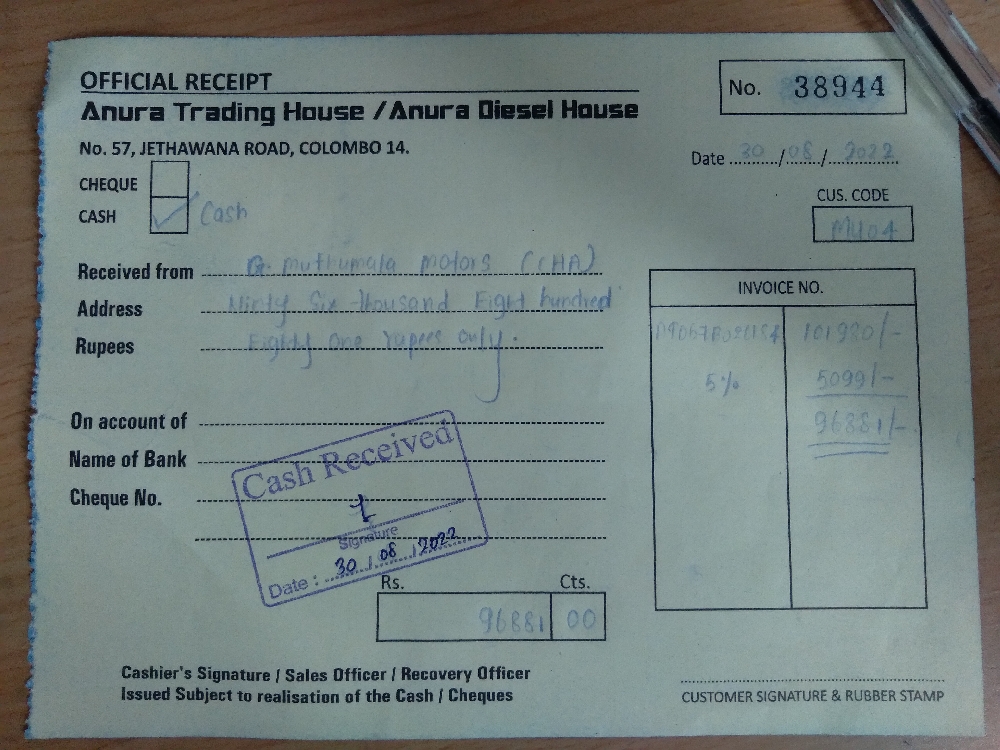 OFFICIAL RECEIPT
No. 38944
Anura Trading House / Anura Diesel House
No. 57, JETHAWANA ROAD, COLOMBO 14.
Date 30 / 08 / 2022
CHEQUE
CASH Cash
CUS. CODE
MU04
Received from G. Muthumala Motors (CHA)
Address Ninty Six thousand Eight hundred
Rupees Eighty One rupees only.
INVOICE NO.
101980/-
5% 5099/-
96881/-
On account of
Name of Bank
Cheque No.
Cash Received
Signature
Date : 30 / 08 / 2022
Rs. Cts.
96881 00
Cashier's Signature / Sales Officer / Recovery Officer
Issued Subject to realisation of the Cash / Cheques
CUSTOMER SIGNATURE & RUBBER STAMP